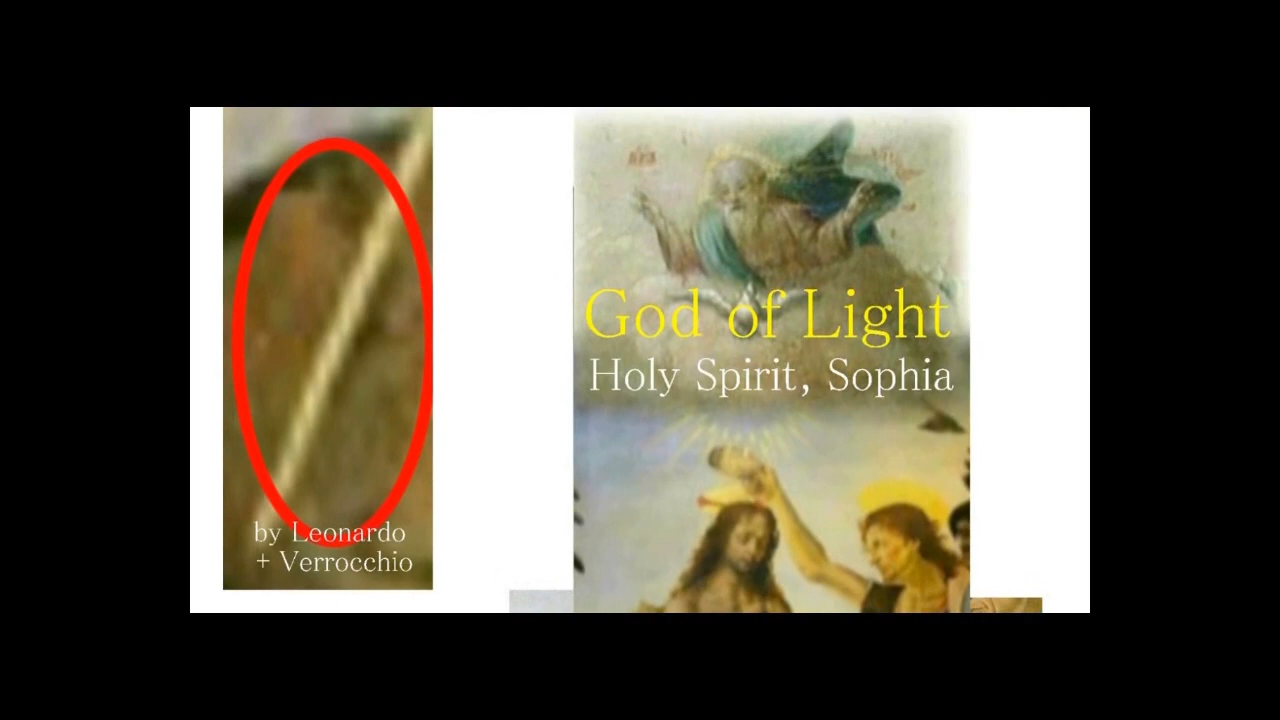 by Leonardo
+ Verrocchio
God of Light
Holy Spirit, Sophia